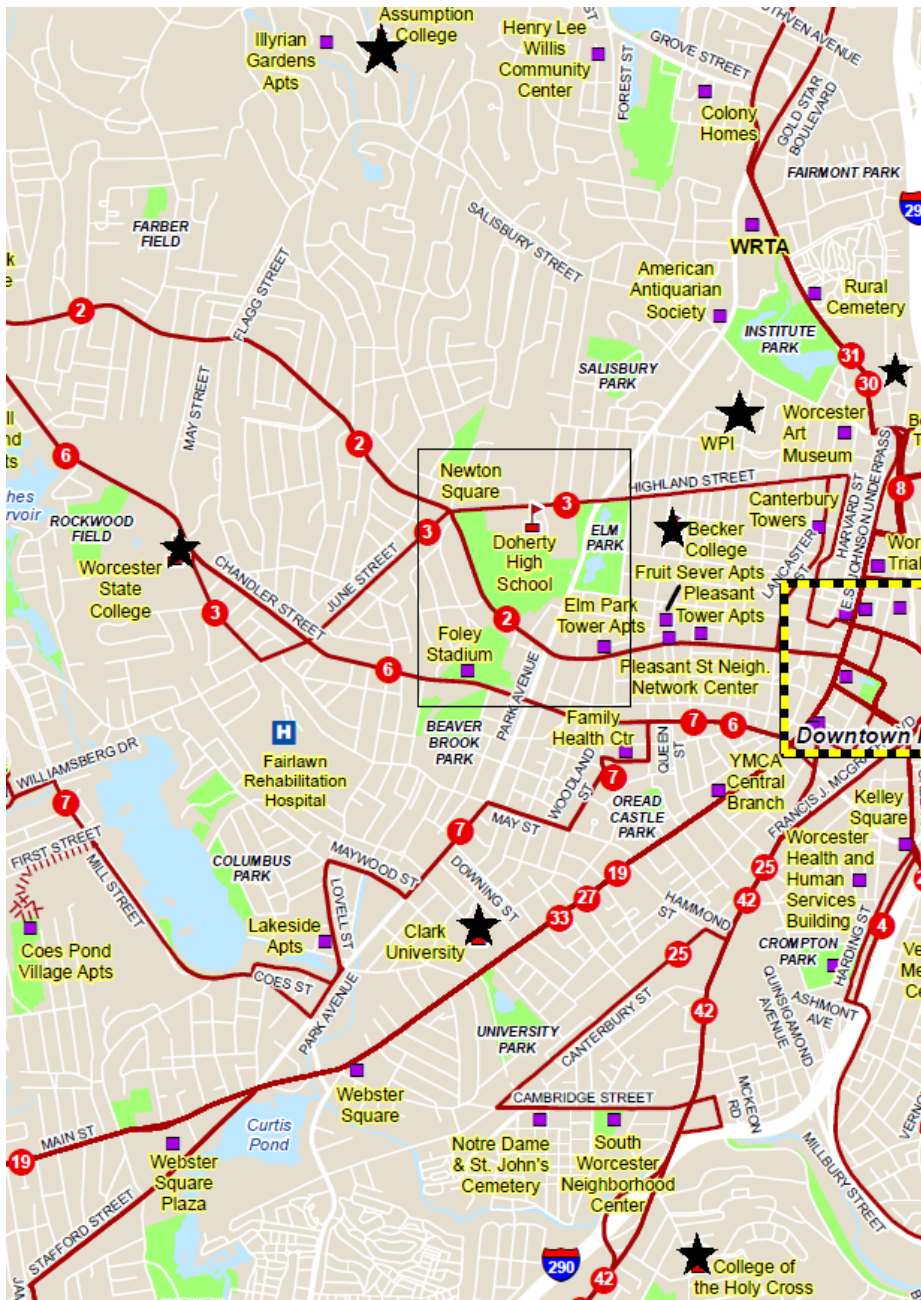 Assumption
College
Illyrian
Gardens
Apts
Henry Lee
Willis
Community
Center
FOREST ST
GROVE STREET
GOLD STAR
BOULEVARD
Colony
Homes
FAIRMONT PARK
FARBER
FIELD
SALISBURY STREET
WRTA
FLAGG STREET
American
Antiquarian
Society
Rural
Cemetery
2
INSTITUTE
PARK
SALISBURY
PARK
31
30
MAY STREET
WPI
Worcester
Art
Museum
2
6
Newton
Square
HIGHLAND STREET
HARVARD ST
E.S. JOHNSON UNDERPASS
8
3
3
Canterbury
Towers
ROCKWOOD
FIELD
Doherty
High
School
ELM
PARK
Becker
College
LANCASTER
ST
Worcester
State
College
CHANDLER STREET
JUNE STREET
Fruit Sever Apts
Pleasant
Tower Apts
3
2
Elm Park
Tower Apts
Foley
Stadium
6
Pleasant St Neigh.
Network Center
PARK AVENUE
BEAVER
BROOK
PARK
Family
Health Ctr
QUEEN
ST
7
6
H
Fairlawn
Rehabilitation
Hospital
WILLIAMSBERG DR
7
WOODLAND
ST
7
YMCA
Central
Branch
FRANCIS J. MCGRATH BLVD
Kelley
Square
OREAD
CASTLE
PARK
MAY ST
7
FIRST STREET
MILL STREET
COLUMBUS
PARK
MAYWOOD ST
LOVELL ST
DOWNING ST
19
27
33
25
42
Worcester
Health and
Human
Services
Building
HARDING ST
4
HAMMOND
ST
Coes Pond
Village Apts
Lakeside
Apts
Clark
University
25
CROMPTON
PARK
COES ST
PARK AVENUE
QUINSIGAMOND
AVENUE
ASHMONT
AVE
42
UNIVERSITY
PARK
CANTERBURY ST
Webster
Square
CAMBRIDGE STREET
MCKEON
RD
Curtis
Pond
MAIN ST
19
Webster
Square
Plaza
Notre Dame
& St. John's
Cemetery
South
Worcester
Neighborhood
Center
MILLBURY STREET
STAFFORD STREET
290
42
College of
the Holy Cross